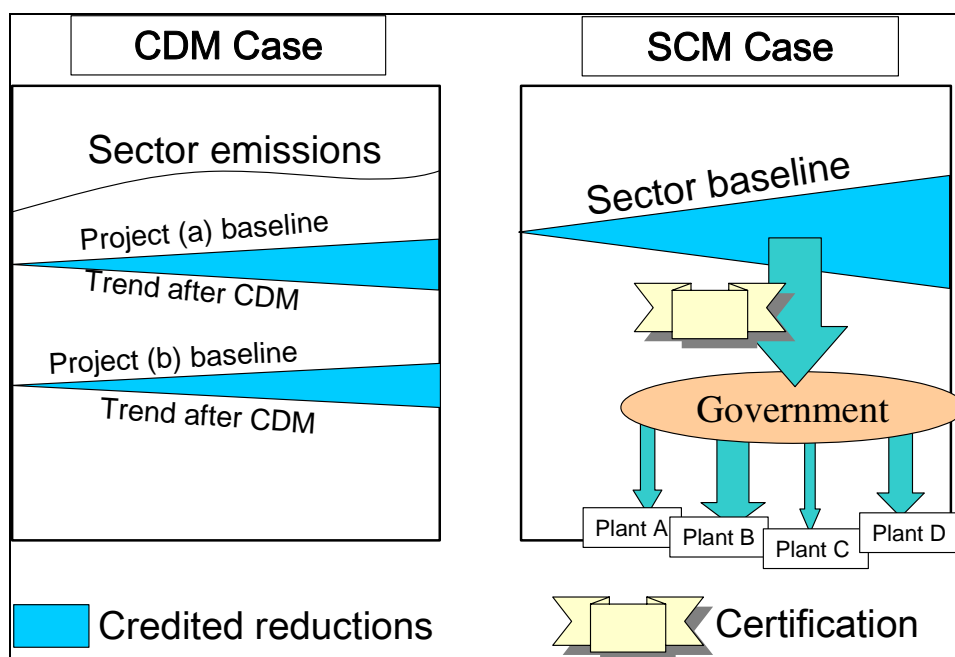 CDM Case
Sector emissions
Project (a) baseline
Trend after CDM
Project (b) baseline
Trend after CDM
SCM Case
Sector baseline
Government
Plant A
Plant B
Plant C
Plant D
Credited reductions
Certification